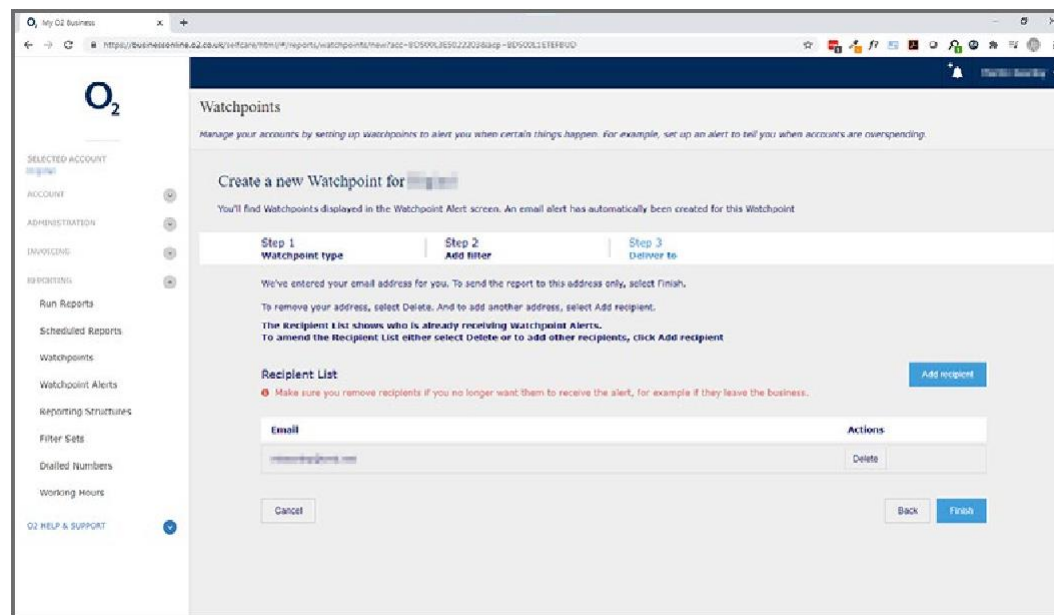 My O2 Business
O2
Watchpoints
Manage your accounts by setting up Watchpoints to alert you when certain things happen. For example, set up an alert to tell you when accounts are overspending.
SELECTED ACCOUNT
ACCOUNT
ADMINISTRATION
INVOICING
REPORTING
Run Reports
Scheduled Reports
Watchpoints
Watchpoint Alerts
Reporting Structures
Filter Sets
Dialled Numbers
Working Hours
O2 HELP & SUPPORT
Create a new Watchpoint for
You'll find Watchpoints displayed in the Watchpoint Alert screen. An email alert has automatically been created for this Watchpoint
Step 1
Watchpoint type
Step 2
Add filter
Step 3
Deliver to
We've entered your email address for you. To send the report to this address only, select Finish.
To remove your address, select Delete. And to add another address, select Add recipient.
The Recipient List shows who is already receiving Watchpoint Alerts.
To amend the Recipient List either select Delete or to add other recipients, click Add recipient
Recipient List
Add recipient
Make sure you remove recipients if you no longer want them to receive the alert, for example if they leave the business.
Email Actions
Delete
Cancel Back Finish